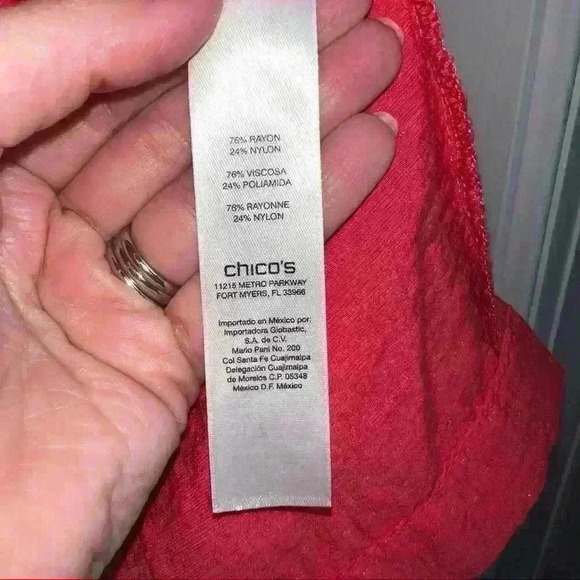 76% RAYON
24% NYLON
76% VISCOSA
24% POLIAMIDA
76% RAYONNE
24% NYLON
chico's
11215 METRO PARKWAY
FORT MYERS, FL 33966
Importado en México por:
Importadora Globastic,
S.A. de C.V.
Mario Pani No. 200
Col Santa Fe Cuajimalpa
Delegación Cuajimalpa
de Morelos C.P. 05348
México D.F. México